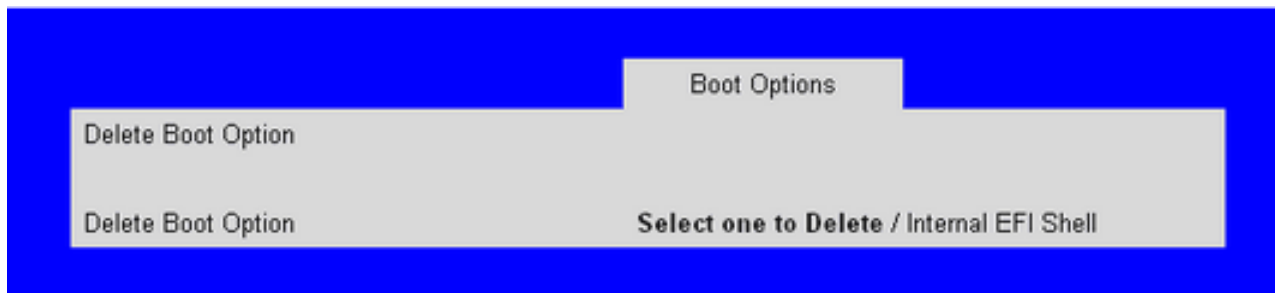 Boot Options
Delete Boot Option
Delete Boot Option Select one to Delete / Internal EFI Shell